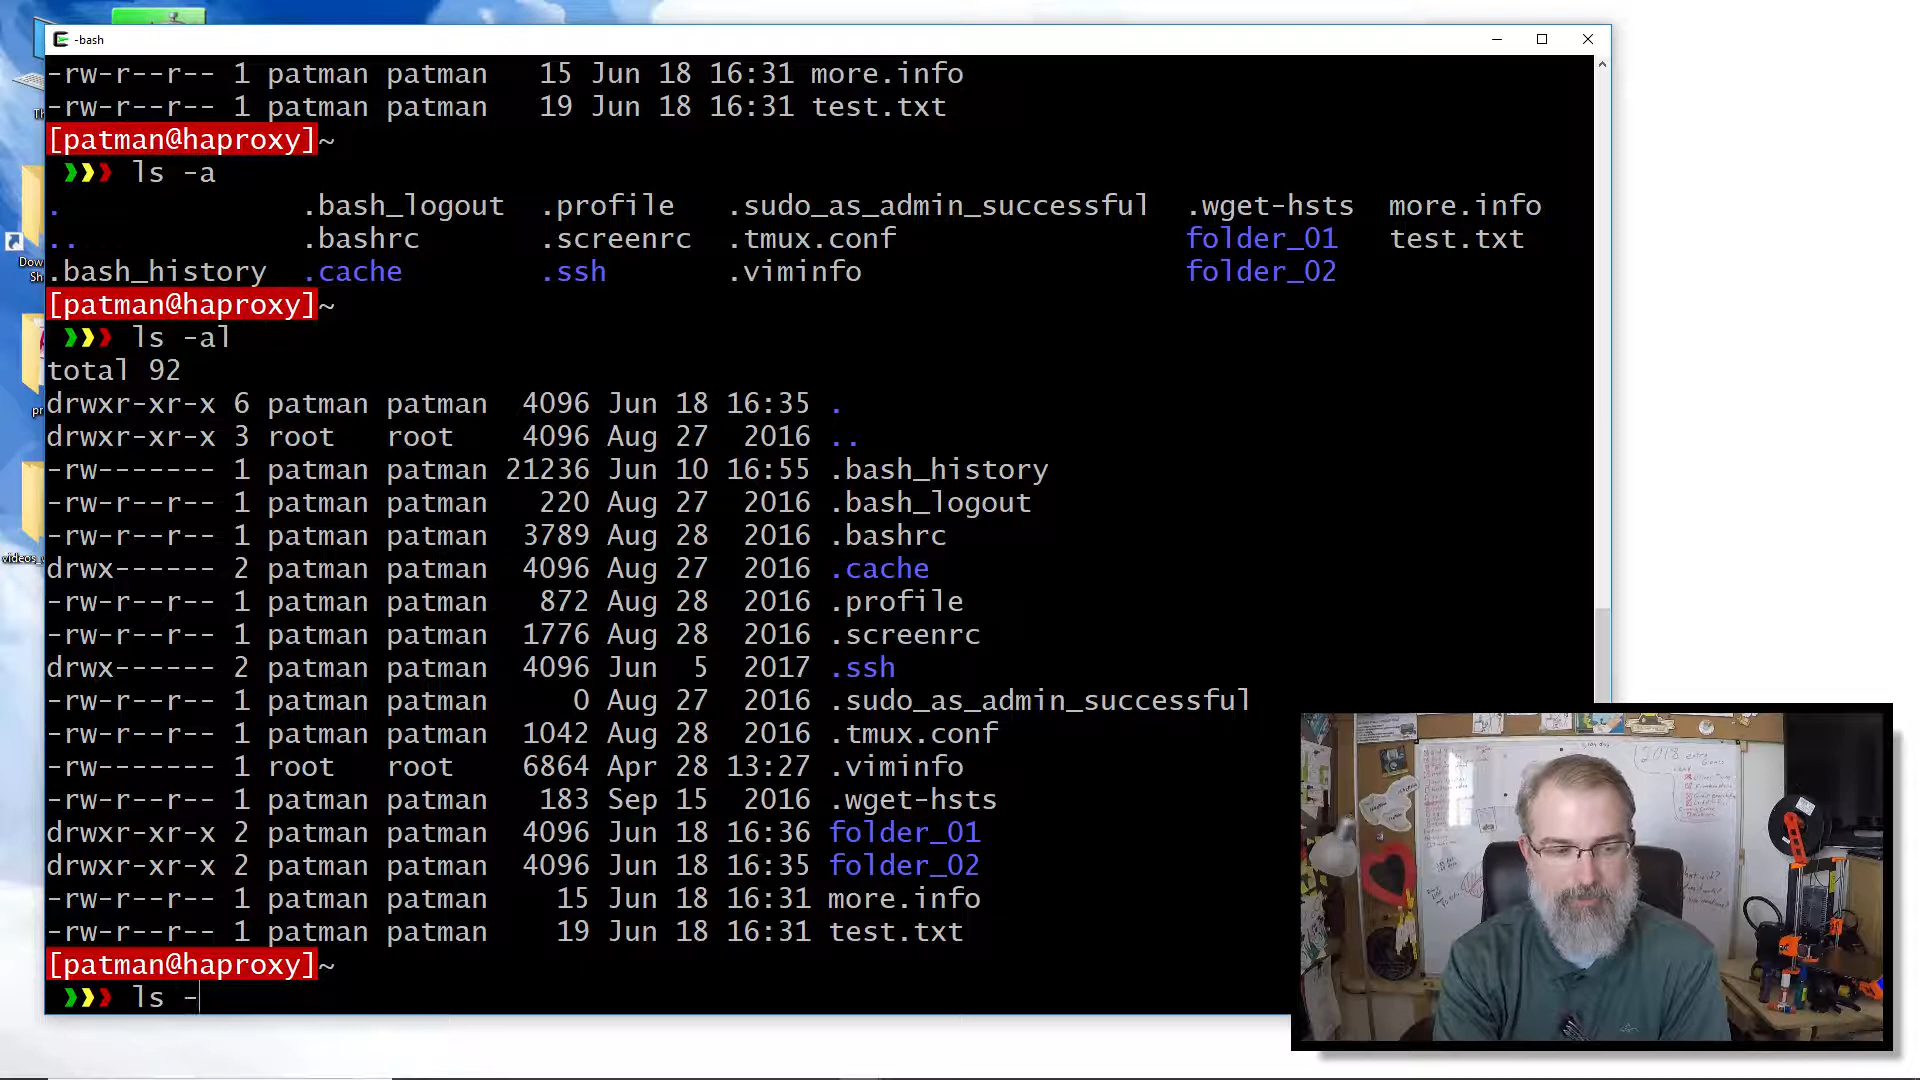 -bash
-rw-r--r-- 1 patman patman   15 Jun 18 16:31 more.info
-rw-r--r-- 1 patman patman   19 Jun 18 16:31 test.txt
[patman@haproxy]~
❯❯❯ ls -a
. .bash_logout .profile .sudo_as_admin_successful .wget-hsts more.info
.. .bashrc .screenrc .tmux.conf folder_01 test.txt
.bash_history .cache .ssh .viminfo folder_02
[patman@haproxy]~
❯❯❯ ls -al
total 92
drwxr-xr-x 6 patman patman  4096 Jun 18 16:35 .
drwxr-xr-x 3 root   root    4096 Aug 27  2016 ..
-rw------- 1 patman patman 21236 Jun 10 16:55 .bash_history
-rw-r--r-- 1 patman patman   220 Aug 27  2016 .bash_logout
-rw-r--r-- 1 patman patman  3789 Aug 28  2016 .bashrc
drwx------ 2 patman patman  4096 Aug 27  2016 .cache
-rw-r--r-- 1 patman patman   872 Aug 28  2016 .profile
-rw-r--r-- 1 patman patman  1776 Aug 28  2016 .screenrc
drwx------ 2 patman patman  4096 Jun  5  2017 .ssh
-rw-r--r-- 1 patman patman     0 Aug 27  2016 .sudo_as_admin_successful
-rw-r--r-- 1 patman patman  1042 Aug 28  2016 .tmux.conf
-rw------- 1 root   root    6864 Apr 28 13:27 .viminfo
-rw-r--r-- 1 patman patman   183 Sep 15  2016 .wget-hsts
drwxr-xr-x 2 patman patman  4096 Jun 18 16:36 folder_01
drwxr-xr-x 2 patman patman  4096 Jun 18 16:35 folder_02
-rw-r--r-- 1 patman patman    15 Jun 18 16:31 more.info
-rw-r--r-- 1 patman patman    19 Jun 18 16:31 test.txt
[patman@haproxy]~
❯❯❯ ls -
2018